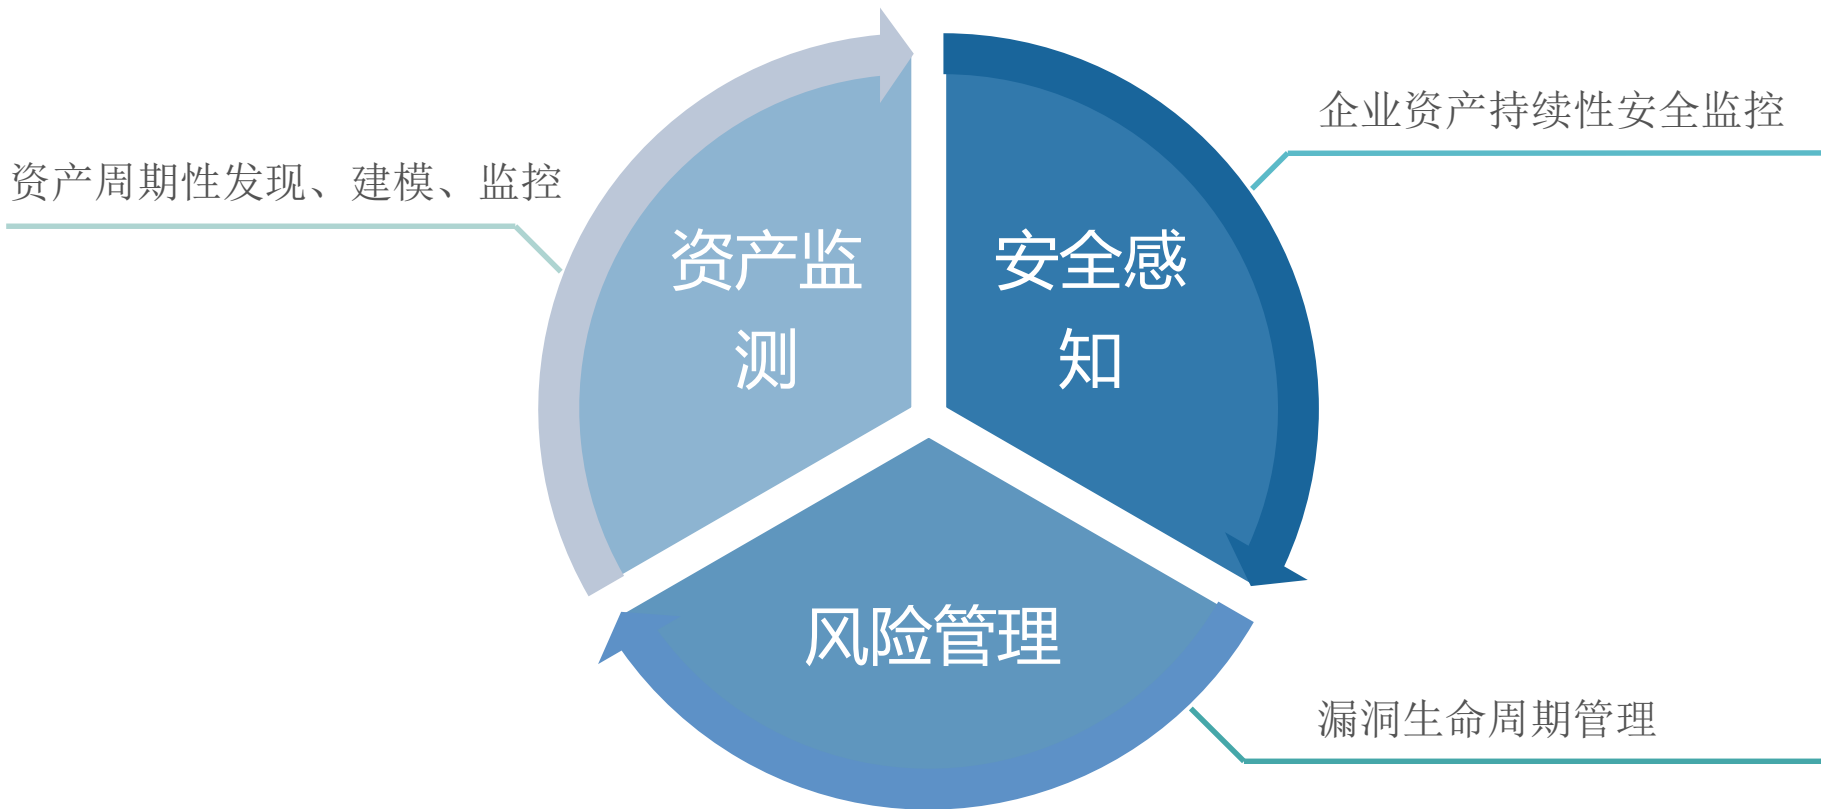 企业资产持续性安全监控
资产周期性发现、建模、监控
资产监
测
安全感
知
风险管理
漏洞生命周期管理